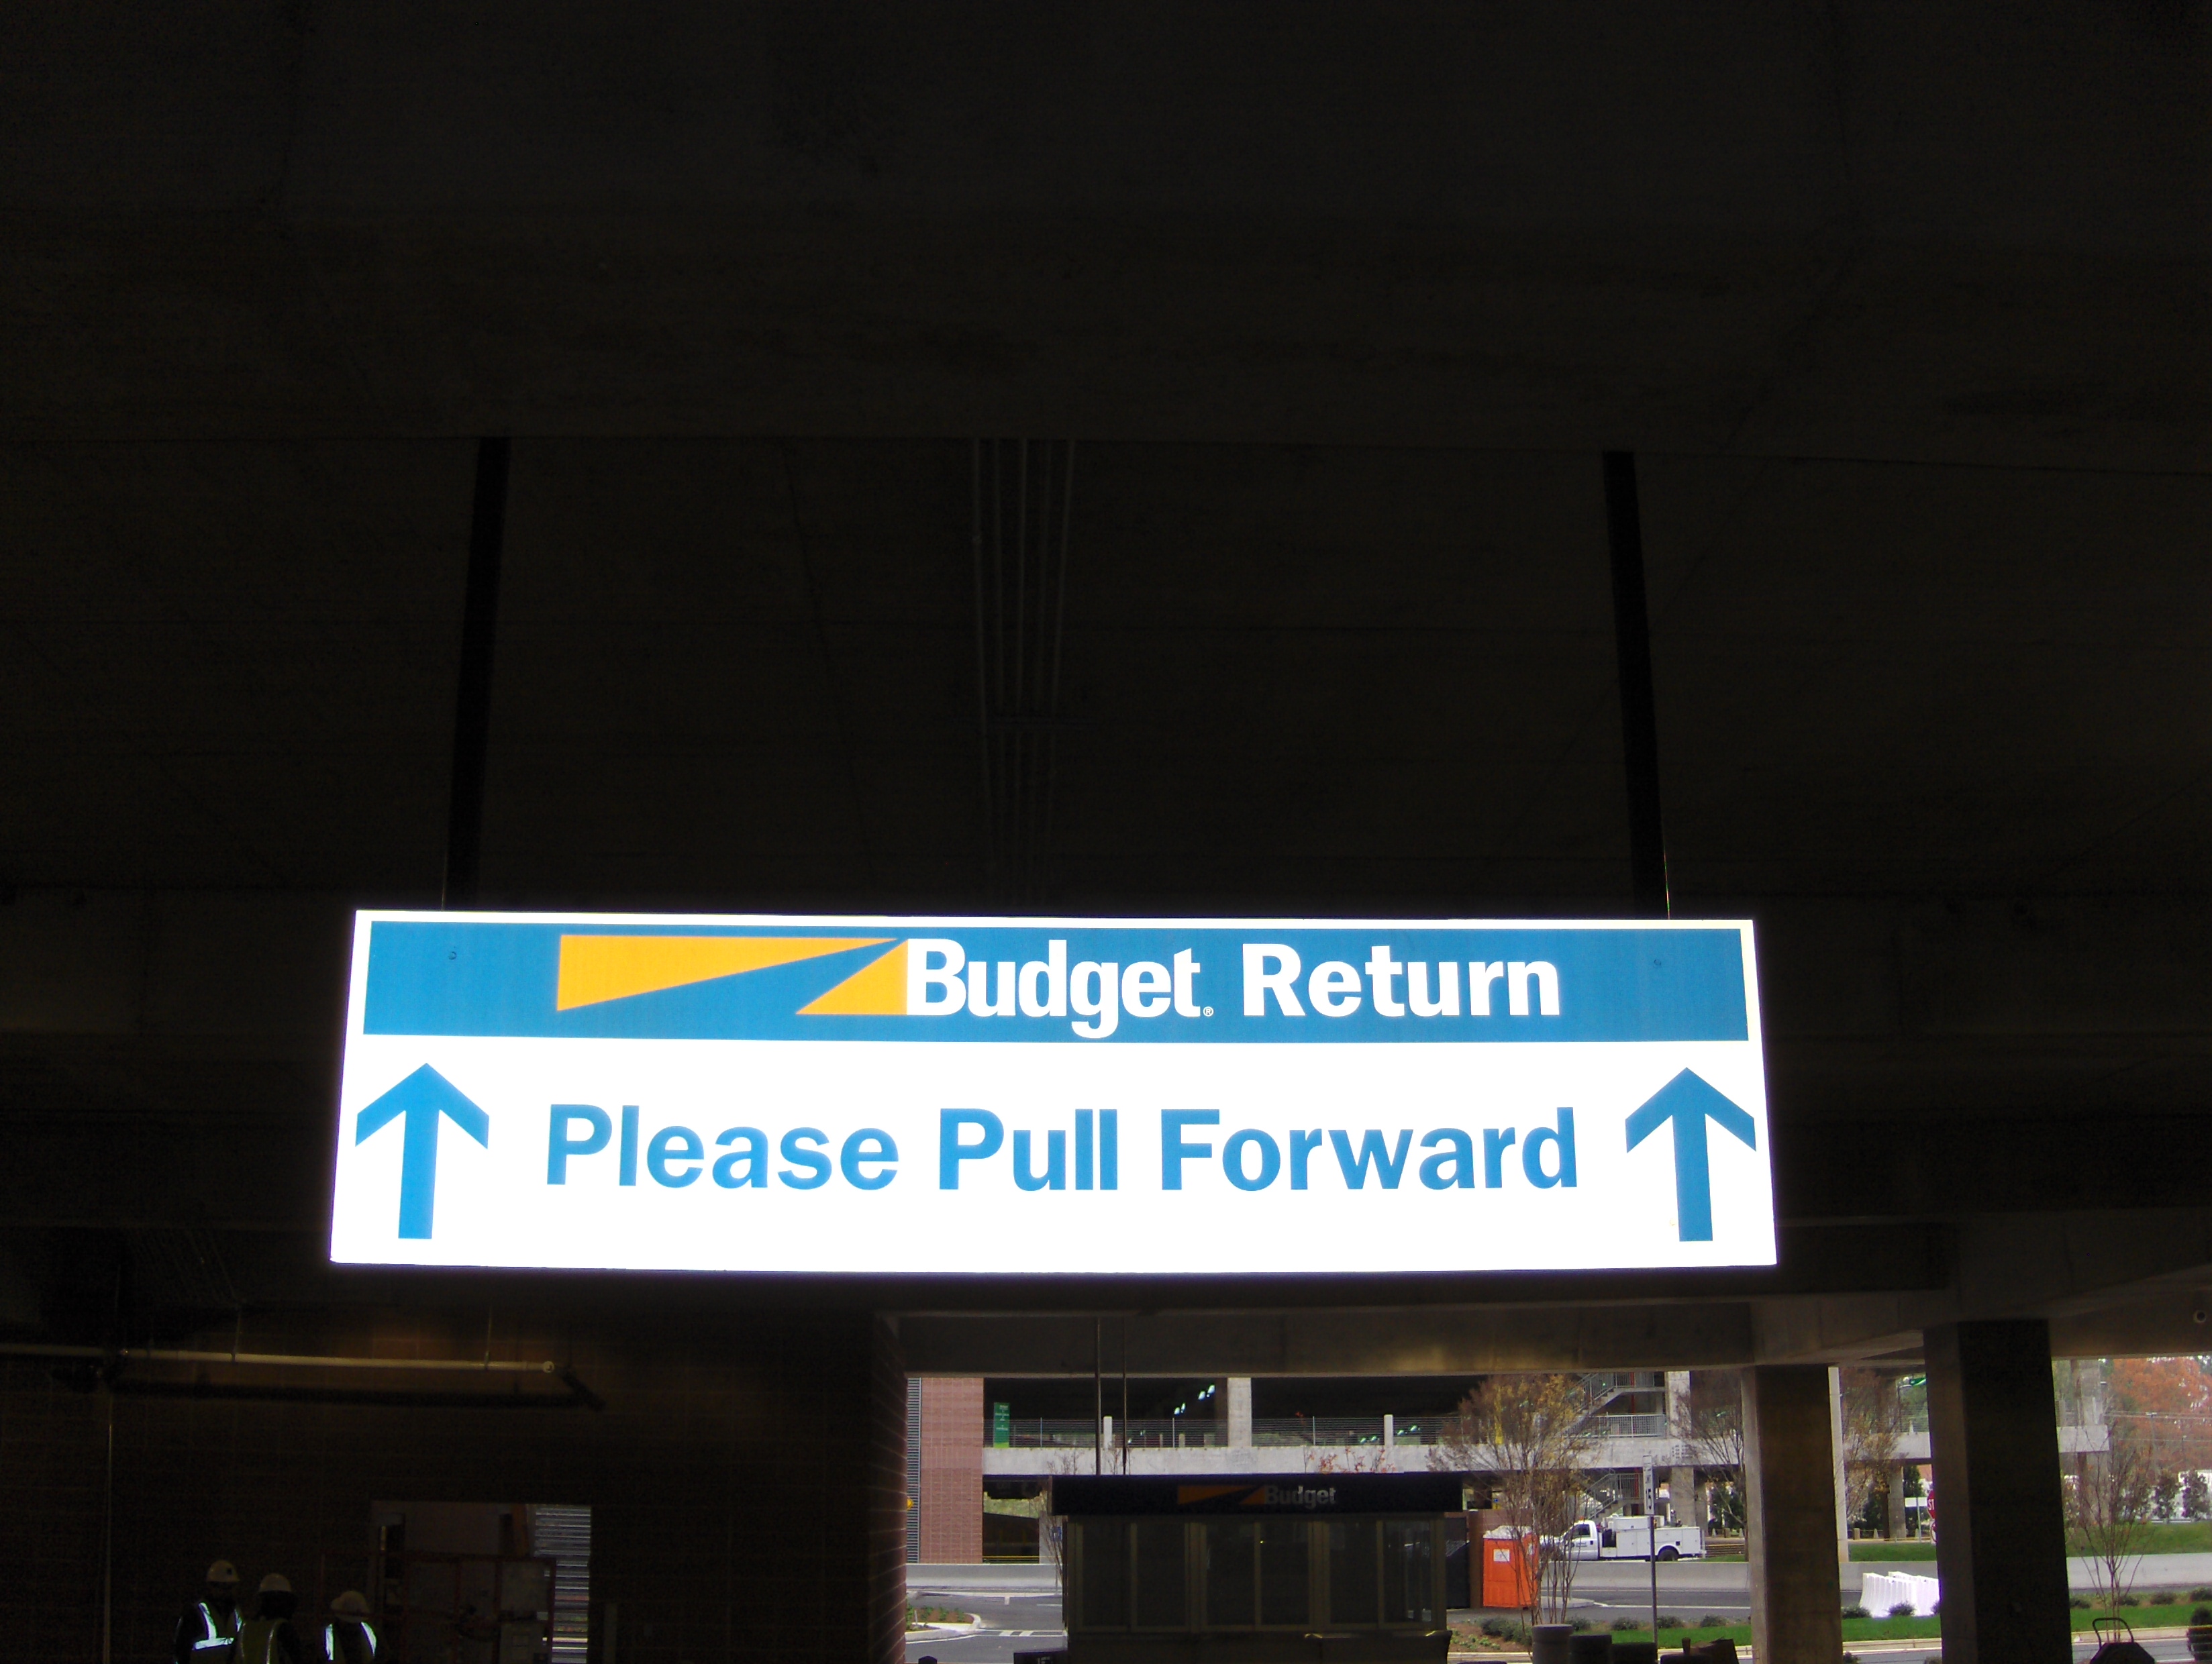 Budget® Return
Please Pull Forward
Budget